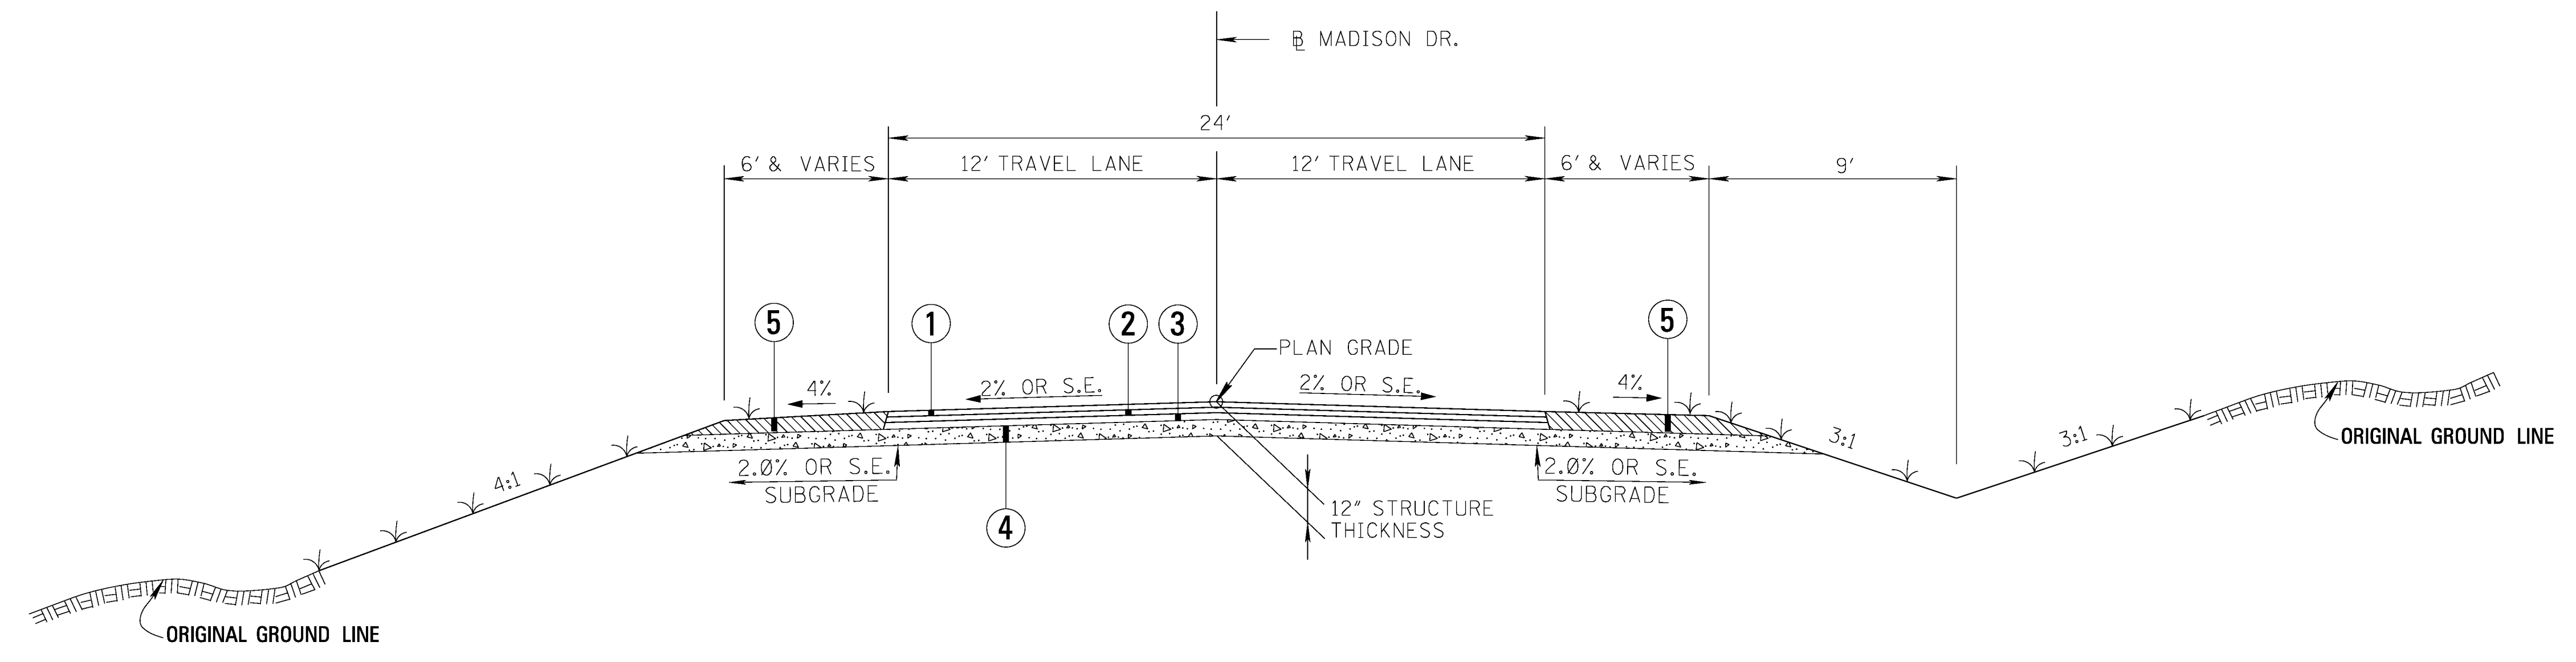 ℄ MADISON DR.
24'
6' & VARIES
12' TRAVEL LANE
12' TRAVEL LANE
6' & VARIES
9'
5
1
2
3
5
PLAN GRADE
4%
2% OR S.E.
2% OR S.E.
4%
3:1
3:1
ORIGINAL GROUND LINE
4:1
2.0% OR S.E.
SUBGRADE
2.0% OR S.E.
SUBGRADE
4
12" STRUCTURE
THICKNESS
ORIGINAL GROUND LINE